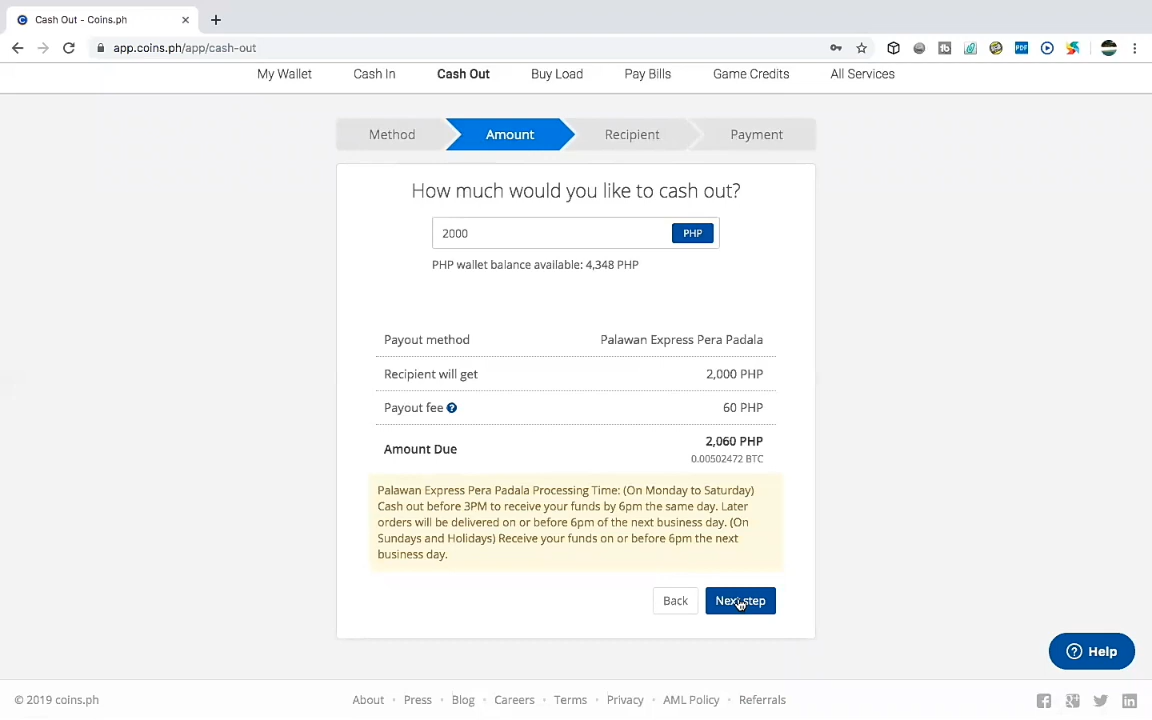 Cash Out - Coins.ph
app.coins.ph/app/cash-out
My Wallet Cash In Cash Out Buy Load Pay Bills Game Credits All Services
Method Amount Recipient Payment
How much would you like to cash out?
2000 PHP
PHP wallet balance available: 4,348 PHP
Payout method Palawan Express Pera Padala
Recipient will get 2,000 PHP
Payout fee ? 60 PHP
Amount Due 2,060 PHP
0.00502472 BTC
Palawan Express Pera Padala Processing Time: (On Monday to Saturday)
Cash out before 3PM to receive your funds by 6pm the same day. Later
orders will be delivered on or before 6pm of the next business day. (On
Sundays and Holidays) Receive your funds on or before 6pm the next
business day.
Back Next step
? Help
© 2019 coins.ph About • Press • Blog • Careers • Terms • Privacy • AML Policy • Referrals